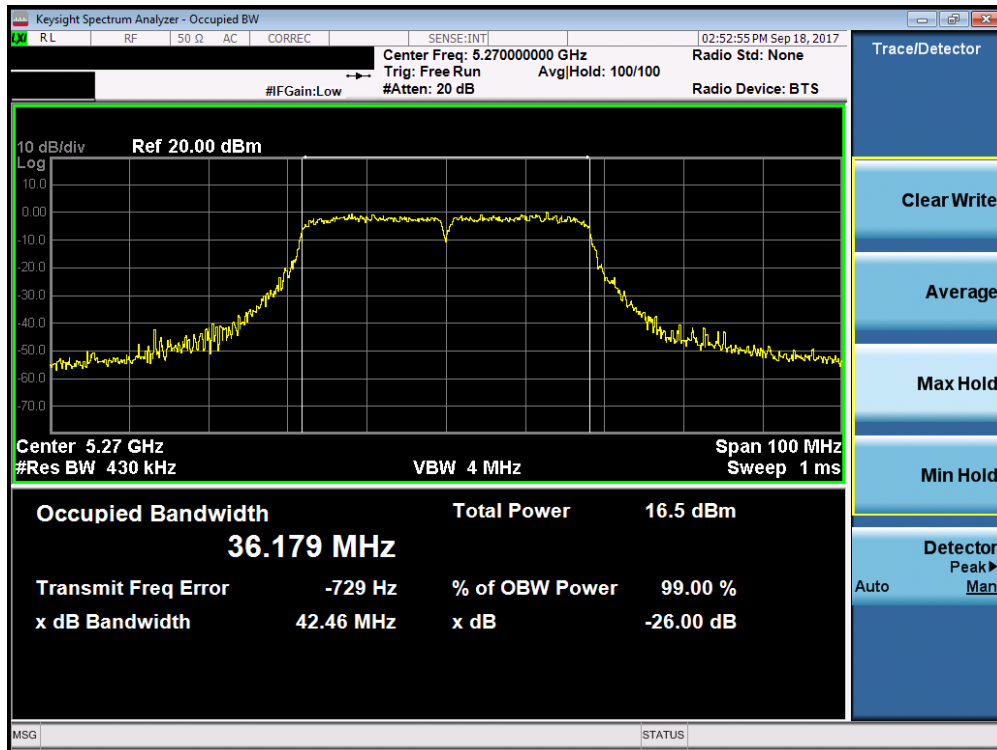 Keysight Spectrum Analyzer - Occupied BW
LXI RL RF 50 Ω AC CORREC SENSE:INT 02:52:55 PM Sep 18, 2017
Center Freq: 5.270000000 GHz Radio Std: None
Trig: Free Run Avg|Hold: 100/100
#IFGain:Low #Atten: 20 dB Radio Device: BTS
10 dB/div Ref 20.00 dBm
Log
10.0
0.00
-10.0
-20.0
-30.0
-40.0
-50.0
-60.0
-70.0
Center 5.27 GHz Span 100 MHz
#Res BW 430 kHz VBW 4 MHz Sweep 1 ms
Occupied Bandwidth Total Power 16.5 dBm
36.179 MHz
Transmit Freq Error -729 Hz % of OBW Power 99.00 %
x dB Bandwidth 42.46 MHz x dB -26.00 dB
MSG STATUS
Trace/Detector
Clear Write
Average
Max Hold
Min Hold
Detector
Peak▶
Auto Man